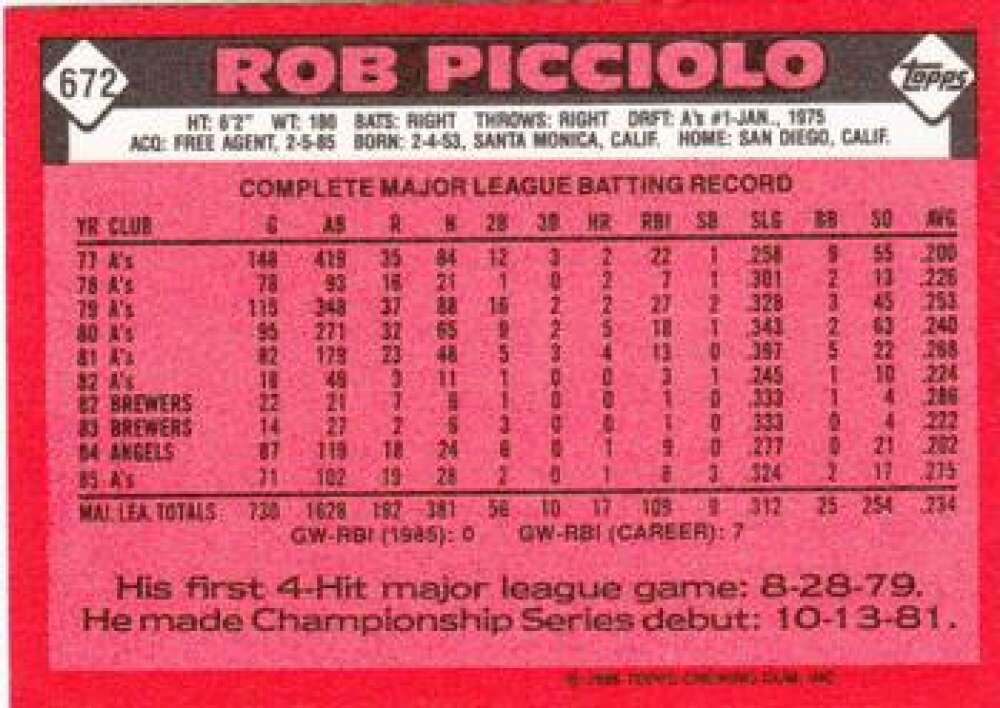 672
ROB PICCIOLO
topps
HT: 6'2" WT: 180 BATS: RIGHT THROWS: RIGHT DRFT: A's #1-JAN., 1975
ACQ: FREE AGENT, 2-5-85 BORN: 2-4-53, SANTA MONICA, CALIF. HOME: SAN DIEGO, CALIF.
COMPLETE MAJOR LEAGUE BATTING RECORD
YR CLUB G AB R H 2B 3B HR RBI SB SLG BB SO AVG
77 A's 148 419 35 84 12 3 2 22 1 .258 9 55 .200
78 A's 78 93 16 21 1 0 2 7 1 .301 2 13 .226
79 A's 115 348 37 88 16 2 2 27 2 .328 3 45 .253
80 A's 95 271 32 65 9 2 5 18 1 .343 2 63 .240
81 A's 82 179 23 48 5 3 4 13 0 .397 5 22 .268
82 A's 18 49 3 11 1 0 0 3 1 .245 1 10 .224
82 BREWERS 22 21 7 6 1 0 0 1 0 .333 1 4 .286
83 BREWERS 14 27 2 6 3 0 0 1 0 .333 0 4 .222
84 ANGELS 87 119 18 24 6 0 1 9 0 .277 0 21 .202
85 A's 71 102 19 28 2 0 1 8 3 .324 2 17 .275
MAJ. LEA. TOTALS 730 1628 192 381 56 10 17 109 9 .312 25 254 .234
GW-RBI (1985): 0 GW-RBI (CAREER): 7
His first 4-Hit major league game: 8-28-79.
He made Championship Series debut: 10-13-81.
© 1986 TOPPS CHEWING GUM, INC.